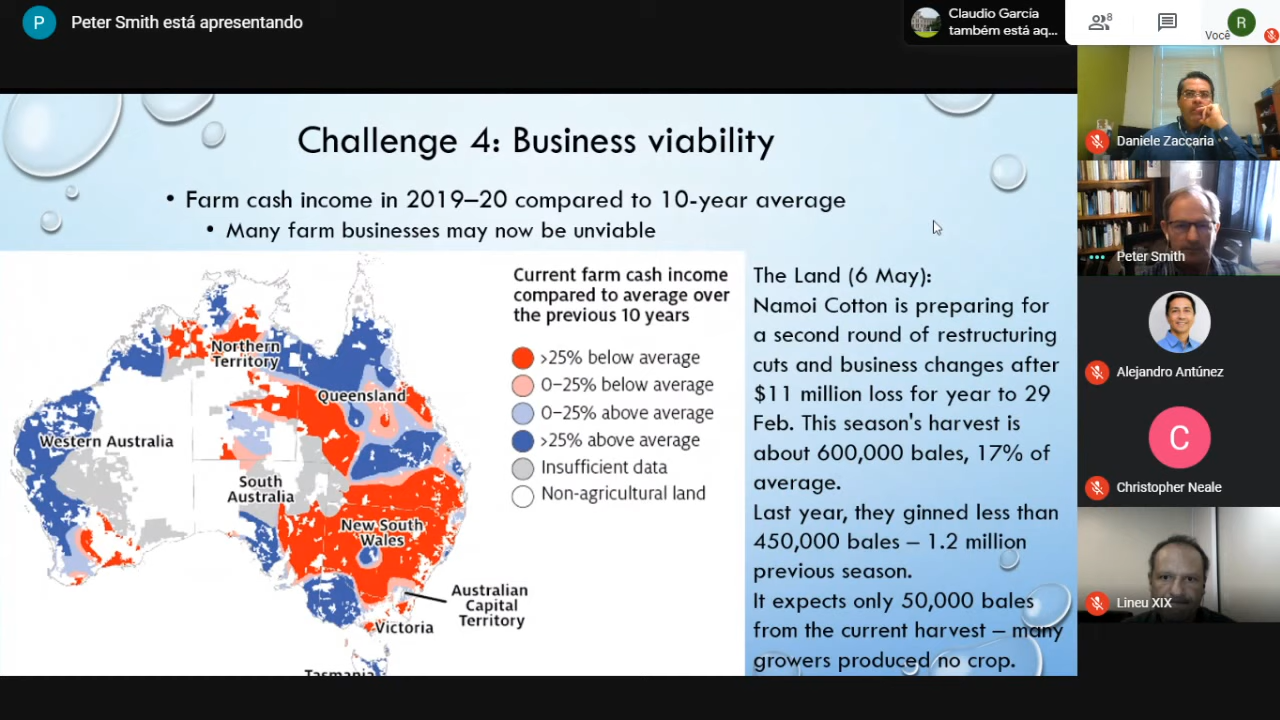 P
Peter Smith está apresentando
Claudio García
também está aq...
8
Você
R
Challenge 4: Business viability
• Farm cash income in 2019–20 compared to 10-year average
• Many farm businesses may now be unviable
Current farm cash income
compared to average over
the previous 10 years
>25% below average
0–25% below average
0–25% above average
>25% above average
Insufficient data
Non-agricultural land
Northern
Territory
Queensland
Western Australia
South
Australia
New South
Wales
Australian
Capital
Territory
Victoria
Tasmania
The Land (6 May):
Namoi Cotton is preparing for
a second round of restructuring
cuts and business changes after
$11 million loss for year to 29
Feb. This season's harvest is
about 600,000 bales, 17% of
average.
Last year, they ginned less than
450,000 bales – 1.2 million
previous season.
It expects only 50,000 bales
from the current harvest – many
growers produced no crop.
Daniele Zaccaria
Peter Smith
Alejandro Antúnez
C
Christopher Neale
Lineu XIX